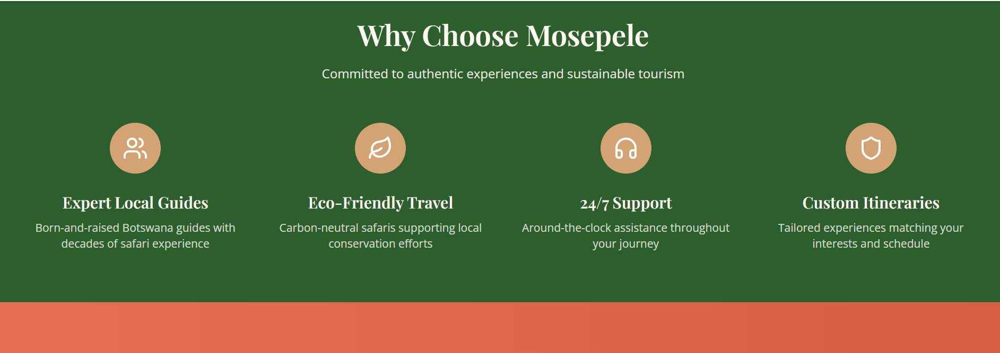 Why Choose Mosepele
Committed to authentic experiences and sustainable tourism
Expert Local Guides
Born-and-raised Botswana guides with
decades of safari experience
Eco-Friendly Travel
Carbon-neutral safaris supporting local
conservation efforts
24/7 Support
Around-the-clock assistance throughout
your journey
Custom Itineraries
Tailored experiences matching your
interests and schedule